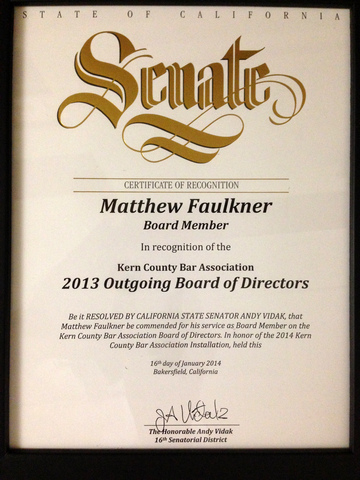 STATE OF CALIFORNIA
Senate
CERTIFICATE OF RECOGNITION
Matthew Faulkner
Board Member
In recognition of the
Kern County Bar Association
2013 Outgoing Board of Directors
Be it RESOLVED BY CALIFORNIA STATE SENATOR ANDY VIDAK, that
Matthew Faulkner be commended for his service as Board Member on the
Kern County Bar Association Board of Directors. In honor of the 2014 Kern
County Bar Association Installation, held this
16th day of January 2014
Bakersfield, California
The Honorable Andy Vidak
16th Senatorial District